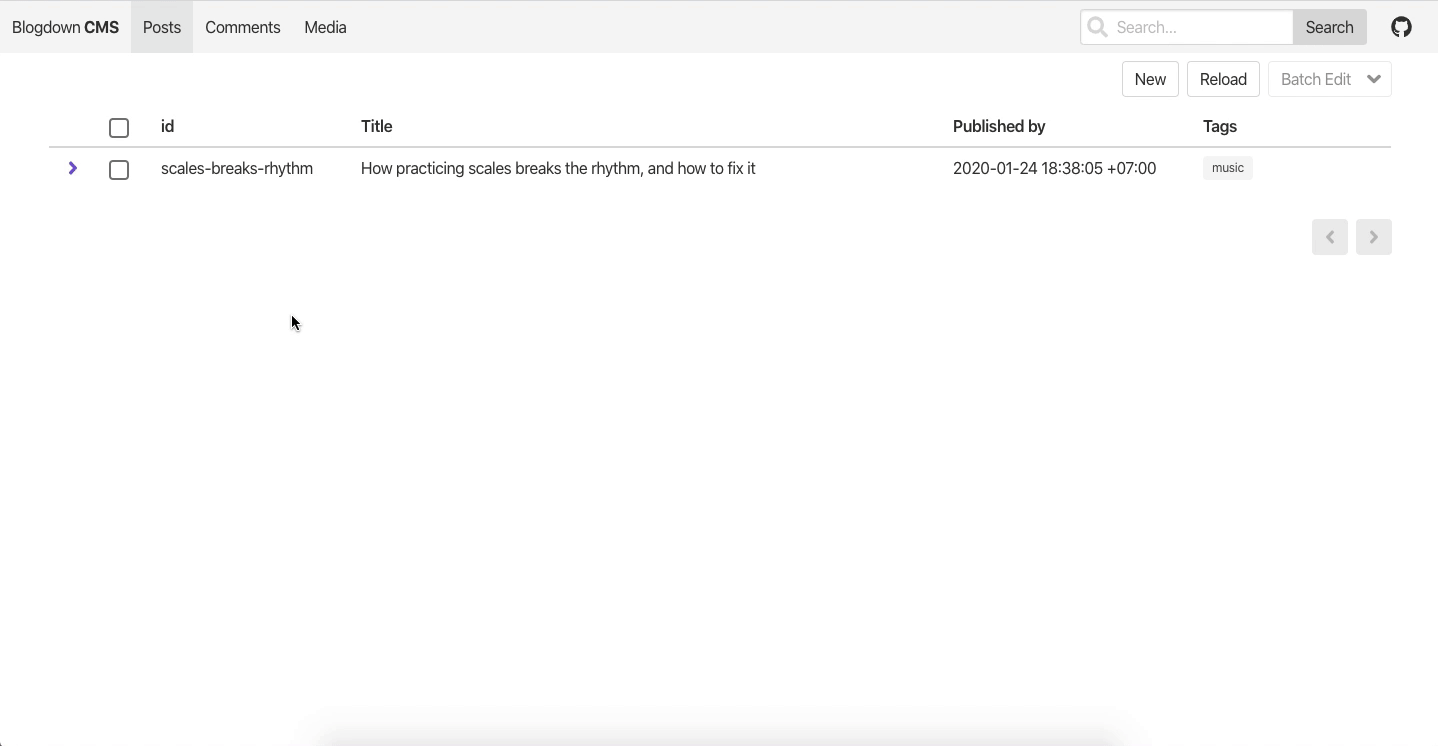 Blogdown CMS Posts Comments Media Search... Search
New Reload Batch Edit
id Title Published by Tags
scales-breaks-rhythm How practicing scales breaks the rhythm, and how to fix it 2020-01-24 18:38:05 +07:00 music